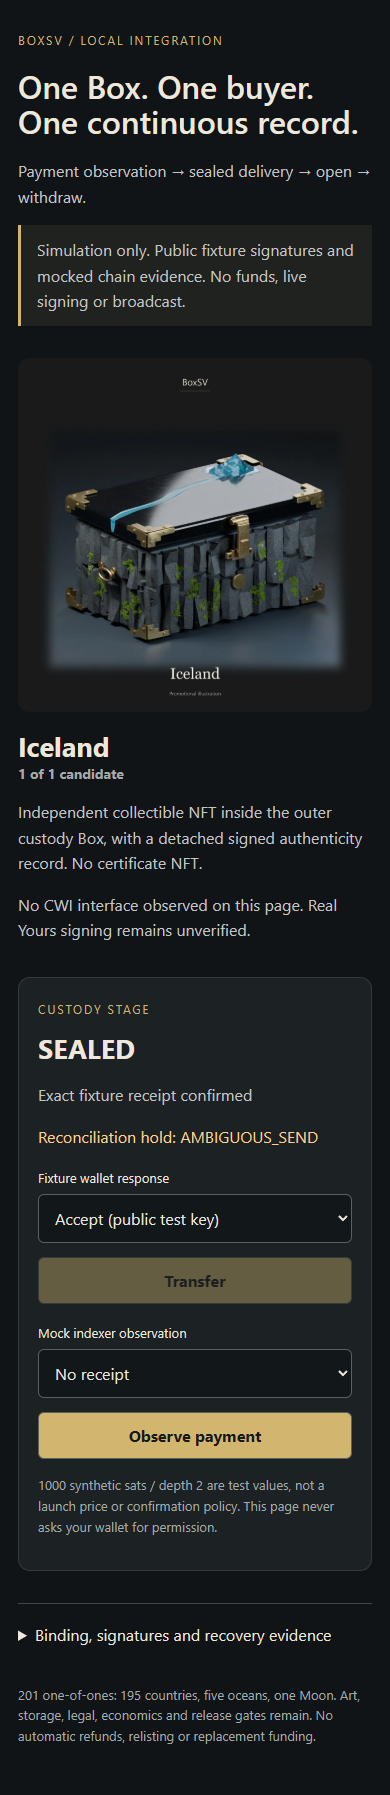 BOXSV / LOCAL INTEGRATION
One Box. One buyer.
One continuous record.
Payment observation → sealed delivery → open →
withdraw.
Simulation only. Public fixture signatures and
mocked chain evidence. No funds, live
signing or broadcast.
BoxSV
Iceland
Promotional illustration
Iceland
1 of 1 candidate
Independent collectible NFT inside the outer
custody Box, with a detached signed authenticity
record. No certificate NFT.
No CWI interface observed on this page. Real
Yours signing remains unverified.
CUSTODY STAGE
SEALED
Exact fixture receipt confirmed
Reconciliation hold: AMBIGUOUS_SEND
Fixture wallet response
Accept (public test key)
Transfer
Mock indexer observation
No receipt
Observe payment
1000 synthetic sats / depth 2 are test values, not a
launch price or confirmation policy. This page never
asks your wallet for permission.
Binding, signatures and recovery evidence
201 one-of-ones: 195 countries, five oceans, one Moon. Art,
storage, legal, economics and release gates remain. No
automatic refunds, relisting or replacement funding.